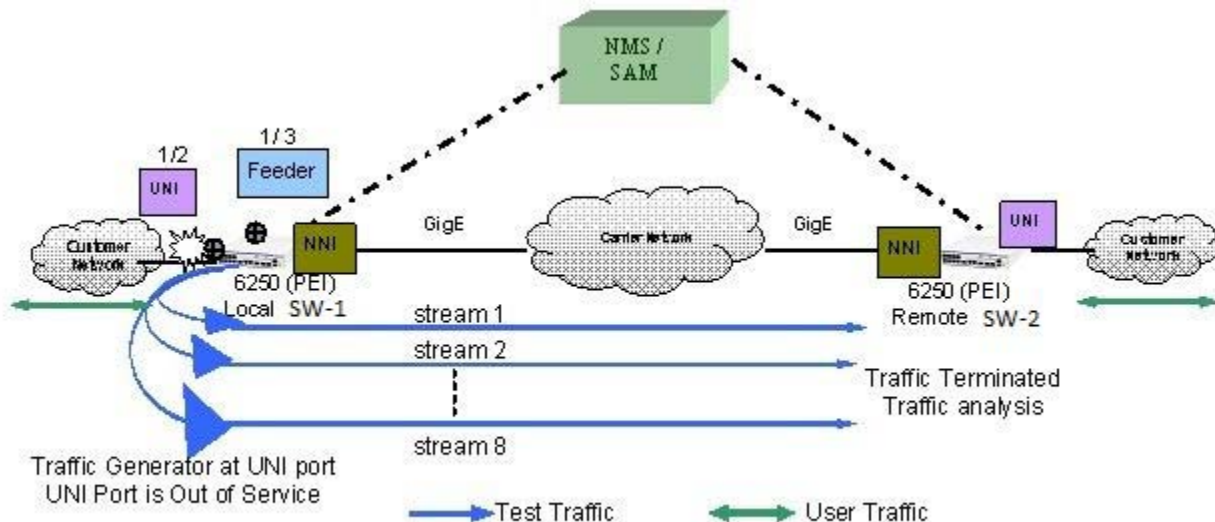 NMS /
SAM
1/3
Feeder
1/2
UNI
Customer
Network
NNI
GigE
Carrier Network
GigE
NNI
UNI
Customer
Network
6250 (PEI)
Local SW-1
6250 (PEI)
Remote SW-2
stream 1
stream 2
stream 8
Traffic Terminated
Traffic analysis
Traffic Generator at UNI port
UNI Port is Out of Service
Test Traffic
User Traffic